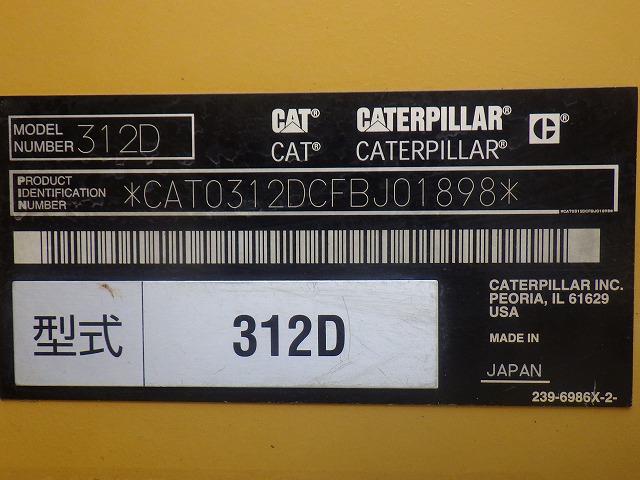 MODEL
NUMBER 312D
CAT® CATERPILLAR® C®
CAT® CATERPILLAR®
PRODUCT
IDENTIFICATION
NUMBER
*CAT0312DCFBJ01898*
*CAT0312DCFBJ01898*
型式 312D
CATERPILLAR INC.
PEORIA, IL 61629
USA
MADE IN
JAPAN
239-6986X-2-